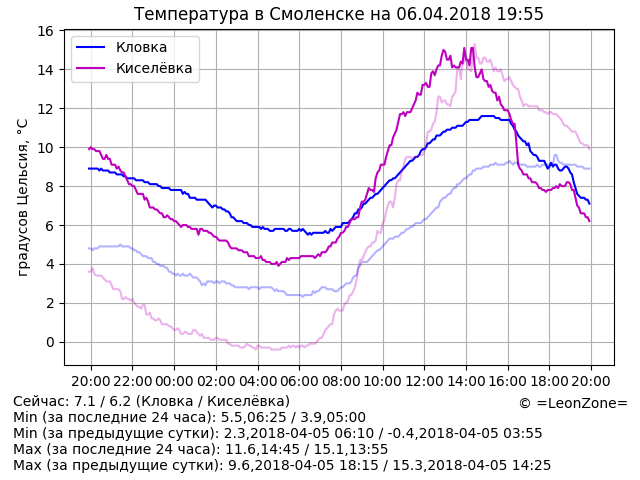 Температура в Смоленске на 06.04.2018 19:55
Кловка
Киселёвка
градусов Цельсия, °C
16
14
12
10
8
6
4
2
0
20:00 22:00 00:00 02:00 04:00 06:00 08:00 10:00 12:00 14:00 16:00 18:00 20:00
Сейчас: 7.1 / 6.2 (Кловка / Киселёвка)
© =LeonZone=
Min (за последние 24 часа): 5.5,06:25 / 3.9,05:00
Min (за предыдущие сутки): 2.3,2018-04-05 06:10 / -0.4,2018-04-05 03:55
Max (за последние 24 часа): 11.6,14:45 / 15.1,13:55
Max (за предыдущие сутки): 9.6,2018-04-05 18:15 / 15.3,2018-04-05 14:25